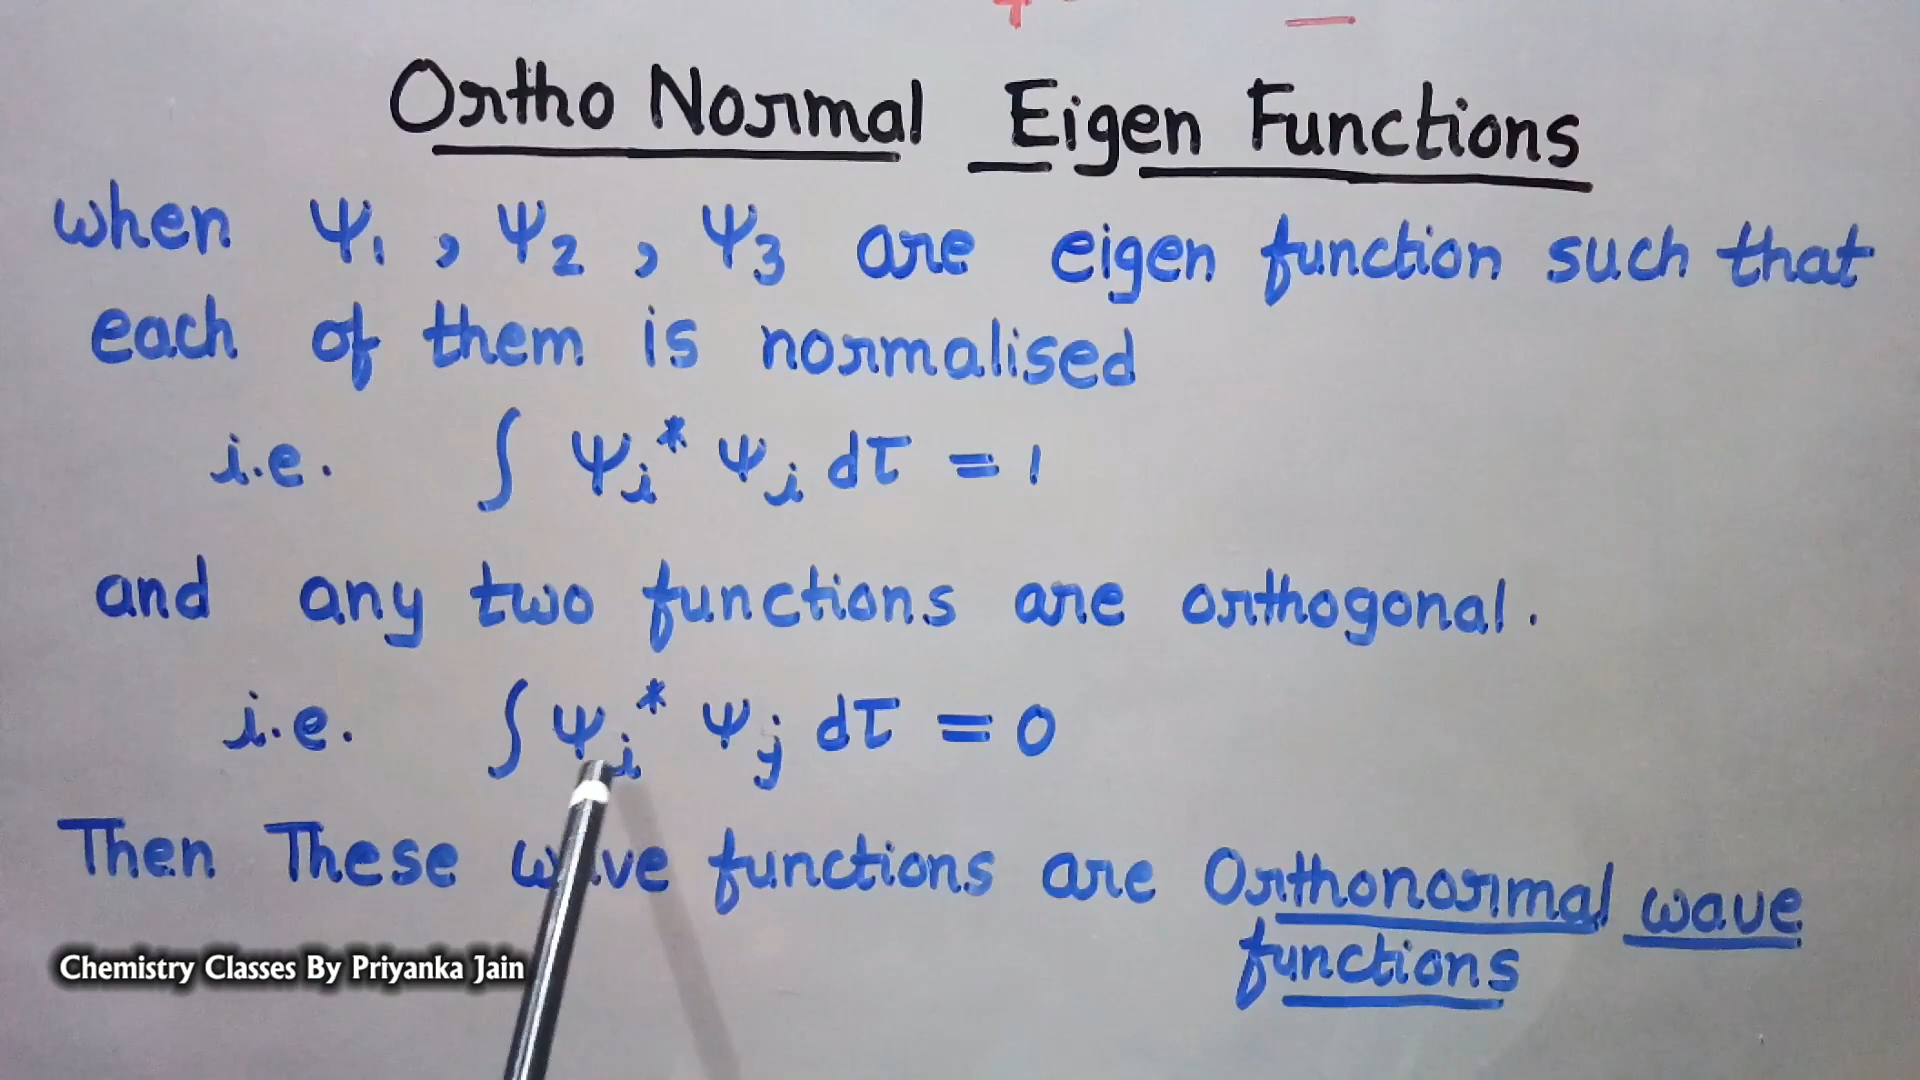 Ortho Normal Eigen Functions
when Ψ1 , Ψ2 , Ψ3 are eigen function such that
each of them is normalised
i.e. ∫ Ψi* Ψi dτ = 1
and any two functions are orthogonal.
i.e. ∫ Ψi* Ψj dτ = 0
Then These wave functions are Orthonormal wave
functions
Chemistry Classes By Priyanka Jain